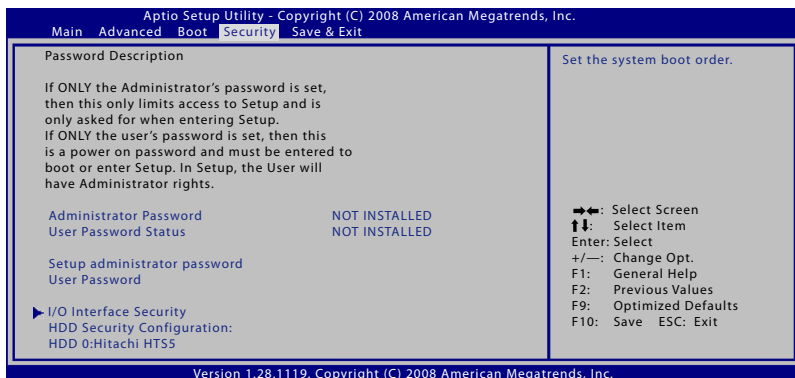 Aptio Setup Utility - Copyright (C) 2008 American Megatrends, Inc.
Main Advanced Boot Security Save & Exit
Password Description
If ONLY the Administrator's password is set,
then this only limits access to Setup and is
only asked for when entering Setup.
If ONLY the user's password is set, then this
is a power on password and must be entered to
boot or enter Setup. In Setup, the User will
have Administrator rights.
Administrator Password NOT INSTALLED
User Password Status NOT INSTALLED
Setup administrator password
User Password
I/O Interface Security
HDD Security Configuration:
HDD 0:Hitachi HTS5
Set the system boot order.
→←: Select Screen
↑↓: Select Item
Enter: Select
+/—: Change Opt.
F1: General Help
F2: Previous Values
F9: Optimized Defaults
F10: Save ESC: Exit
Version 1.28.1119. Copyright (C) 2008 American Megatrends, Inc.